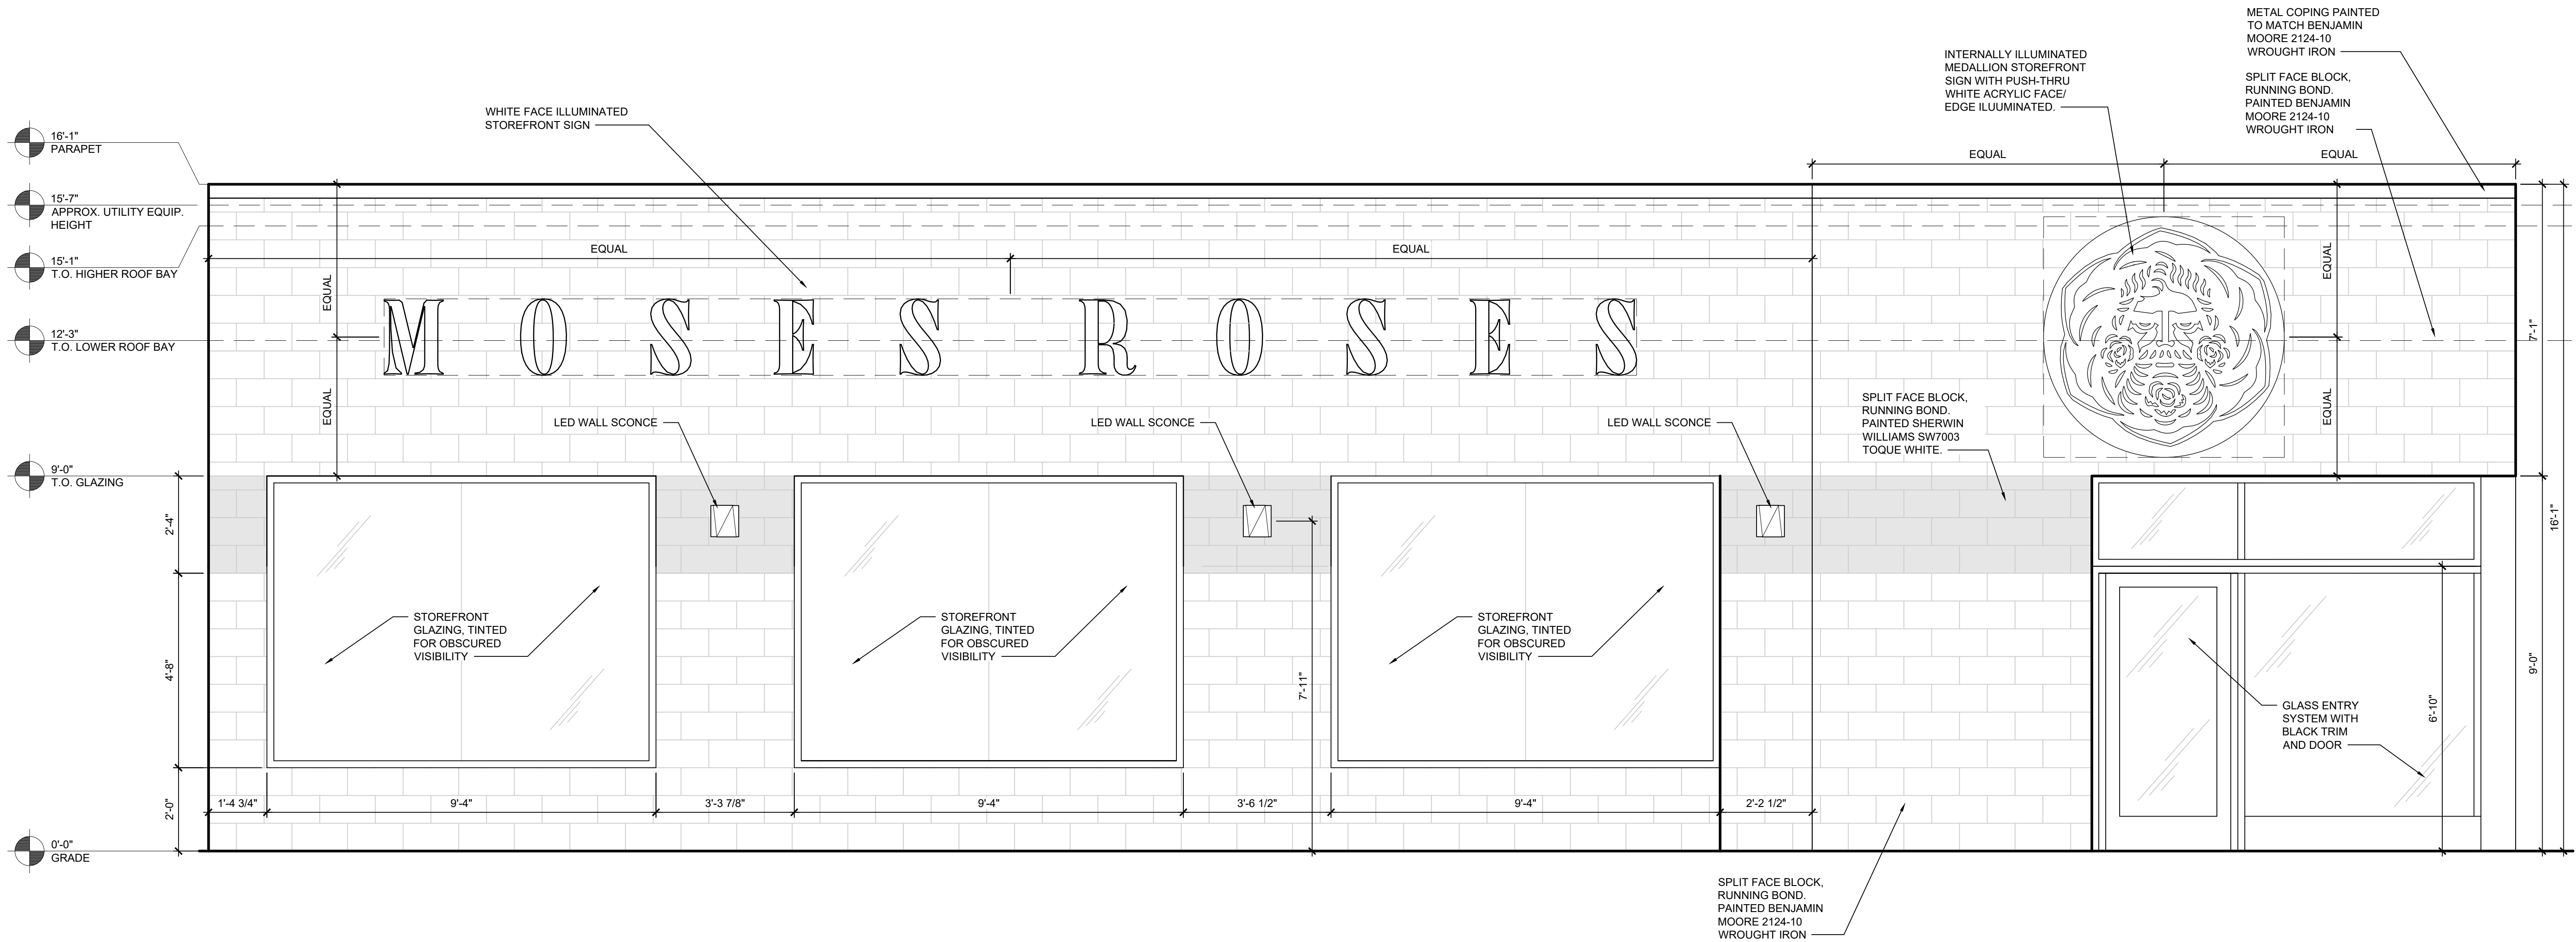 METAL COPING PAINTED
TO MATCH BENJAMIN
MOORE 2124-10
WROUGHT IRON
INTERNALLY ILLUMINATED
MEDALLION STOREFRONT
SIGN WITH PUSH-THRU
WHITE ACRYLIC FACE/
EDGE ILUUMINATED.
SPLIT FACE BLOCK,
RUNNING BOND.
PAINTED BENJAMIN
MOORE 2124-10
WROUGHT IRON
WHITE FACE ILLUMINATED
STOREFRONT SIGN
16'-1"
PARAPET
15'-7"
APPROX. UTILITY EQUIP.
HEIGHT
15'-1"
T.O. HIGHER ROOF BAY
12'-3"
T.O. LOWER ROOF BAY
9'-0"
T.O. GLAZING
0'-0"
GRADE
EQUAL
EQUAL
EQUAL
EQUAL
EQUAL
EQUAL
EQUAL
EQUAL
MOSES ROSES
7'-1"
16'-1"
9'-0"
LED WALL SCONCE
LED WALL SCONCE
LED WALL SCONCE
SPLIT FACE BLOCK,
RUNNING BOND.
PAINTED SHERWIN
WILLIAMS SW7003
TOQUE WHITE.
2'-4"
4'-8"
2'-0"
STOREFRONT
GLAZING, TINTED
FOR OBSCURED
VISIBILITY
STOREFRONT
GLAZING, TINTED
FOR OBSCURED
VISIBILITY
STOREFRONT
GLAZING, TINTED
FOR OBSCURED
VISIBILITY
7'-11"
6'-10"
GLASS ENTRY
SYSTEM WITH
BLACK TRIM
AND DOOR
1'-4 3/4"
9'-4"
3'-3 7/8"
9'-4"
3'-6 1/2"
9'-4"
2'-2 1/2"
SPLIT FACE BLOCK,
RUNNING BOND.
PAINTED BENJAMIN
MOORE 2124-10
WROUGHT IRON